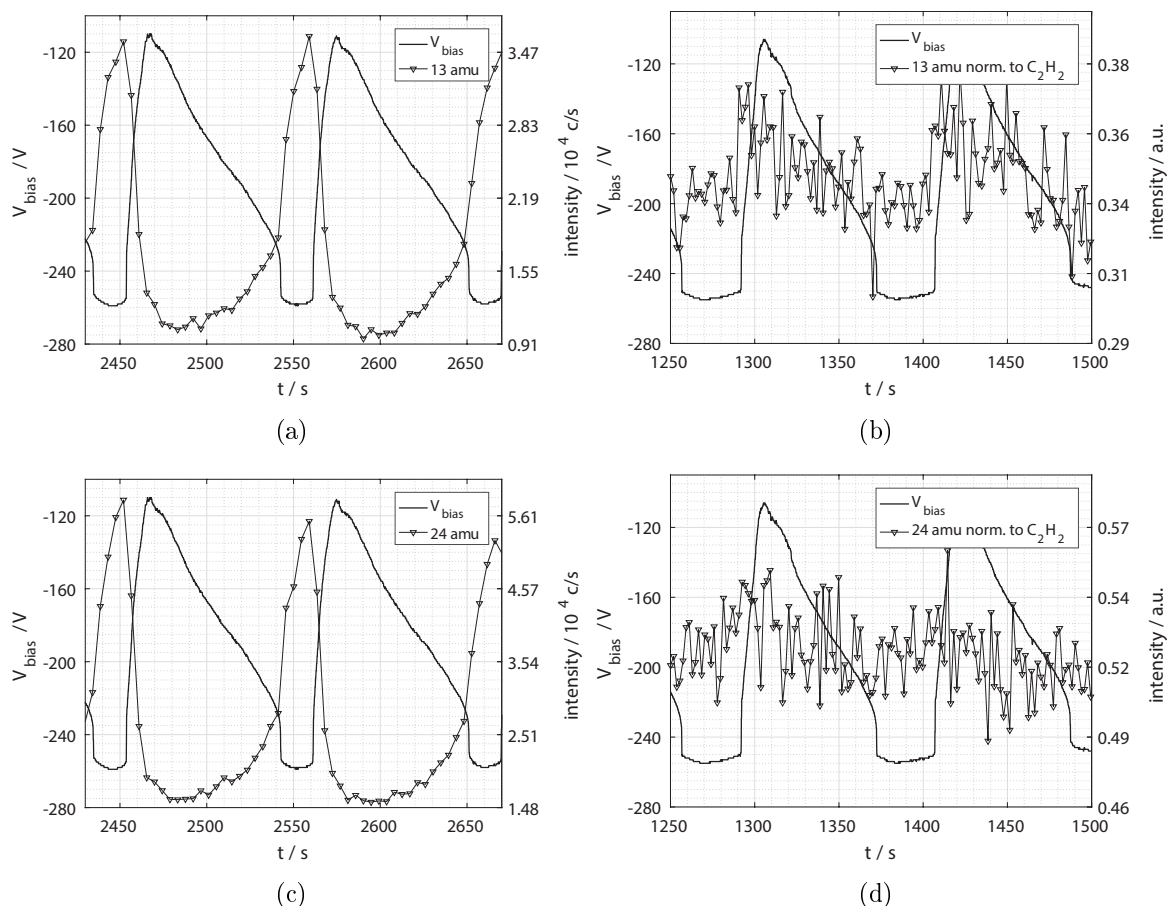 V_bias
13 amu
-120
-160
-200
-240
-280
V_bias / V
3.47
2.83
2.19
1.55
0.91
intensity / 10^4 c/s
2450
2500
2550
2600
2650
t / s
(a)
V_bias
13 amu norm. to C_2H_2
-120
-160
-200
-240
-280
V_bias / V
0.38
0.36
0.34
0.31
0.29
intensity / a.u.
1250
1300
1350
1400
1450
1500
t / s
(b)
V_bias
24 amu
-120
-160
-200
-240
-280
V_bias / V
5.61
4.57
3.54
2.51
1.48
intensity / 10^4 c/s
2450
2500
2550
2600
2650
t / s
(c)
V_bias
24 amu norm. to C_2H_2
-120
-160
-200
-240
-280
V_bias / V
0.57
0.54
0.52
0.49
0.46
intensity / a.u.
1250
1300
1350
1400
1450
1500
t / s
(d)